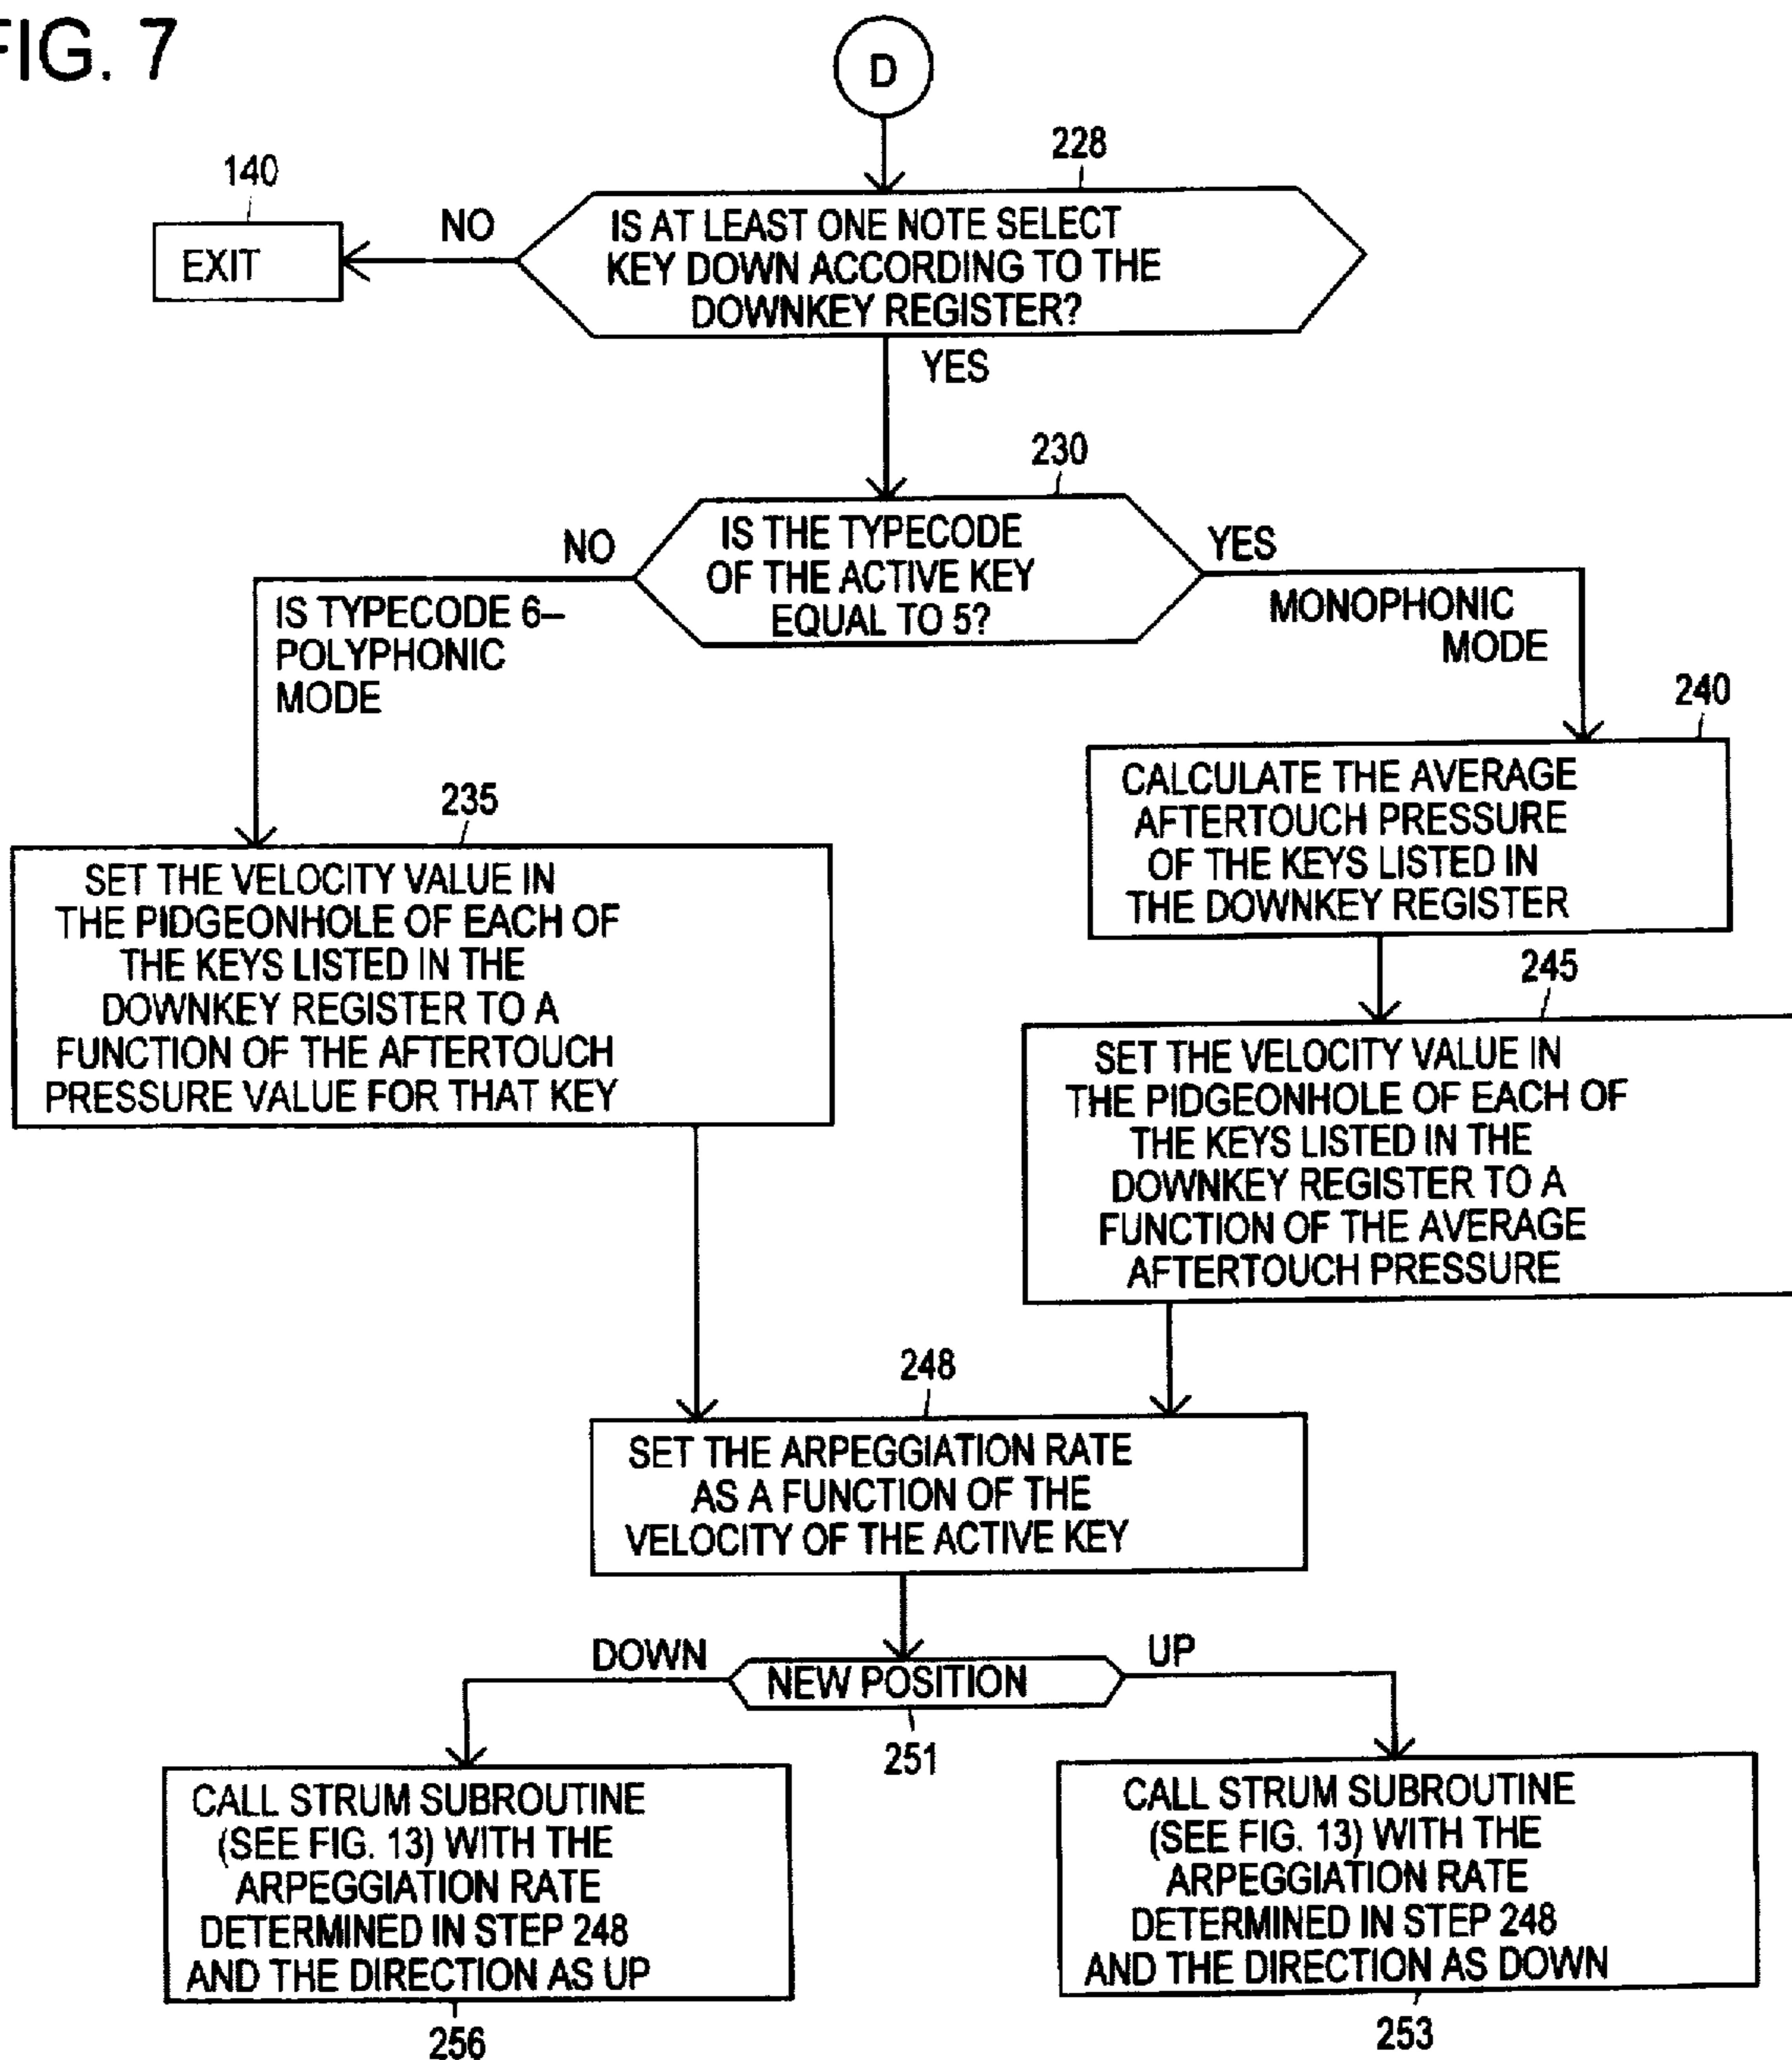 FIG. 7
D
228
140
NO
IS AT LEAST ONE NOTE SELECT
KEY DOWN ACCORDING TO THE
DOWNKEY REGISTER?
EXIT
YES
230
NO
IS THE TYPECODE
OF THE ACTIVE KEY
EQUAL TO 5?
YES
IS TYPECODE 6–
POLYPHONIC
MODE
MONOPHONIC
MODE
240
CALCULATE THE AVERAGE
AFTERTOUCH PRESSURE
OF THE KEYS LISTED IN
THE DOWNKEY REGISTER
235
SET THE VELOCITY VALUE IN
THE PIDGEONHOLE OF EACH OF
THE KEYS LISTED IN THE
DOWNKEY REGISTER TO A
FUNCTION OF THE AFTERTOUCH
PRESSURE VALUE FOR THAT KEY
245
SET THE VELOCITY VALUE IN
THE PIDGEONHOLE OF EACH OF
THE KEYS LISTED IN THE
DOWNKEY REGISTER TO A
FUNCTION OF THE AVERAGE
AFTERTOUCH PRESSURE
248
SET THE ARPEGGIATION RATE
AS A FUNCTION OF THE
VELOCITY OF THE ACTIVE KEY
DOWN
NEW POSITION
UP
251
CALL STRUM SUBROUTINE
(SEE FIG. 13) WITH THE
ARPEGGIATION RATE
DETERMINED IN STEP 248
AND THE DIRECTION AS UP
256
CALL STRUM SUBROUTINE
(SEE FIG. 13) WITH THE
ARPEGGIATION RATE
DETERMINED IN STEP 248
AND THE DIRECTION AS DOWN
253